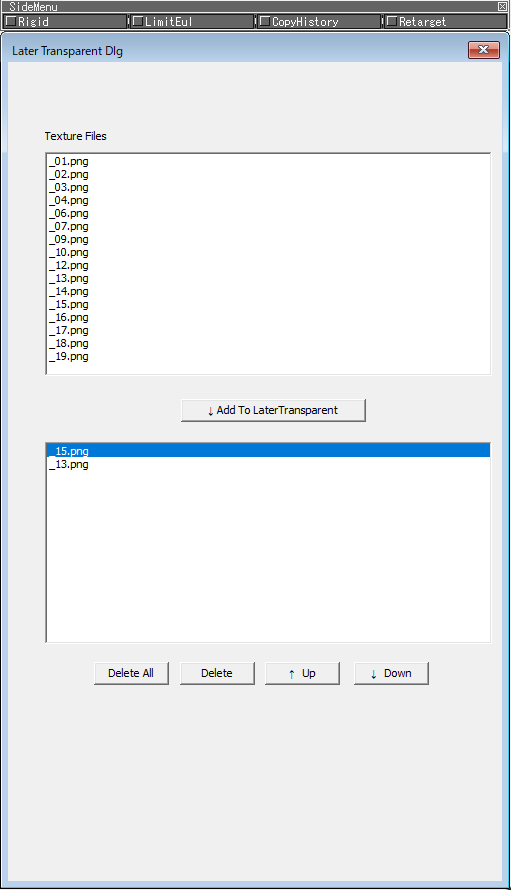 SideMenu
Rigid LimitEul CopyHistory Retarget
Later Transparent Dlg
Texture Files
_01.png
_02.png
_03.png
_04.png
_06.png
_07.png
_09.png
_10.png
_12.png
_13.png
_14.png
_15.png
_16.png
_17.png
_18.png
_19.png
↓ Add To LaterTransparent
_15.png
_13.png
Delete All Delete ↑ Up ↓ Down